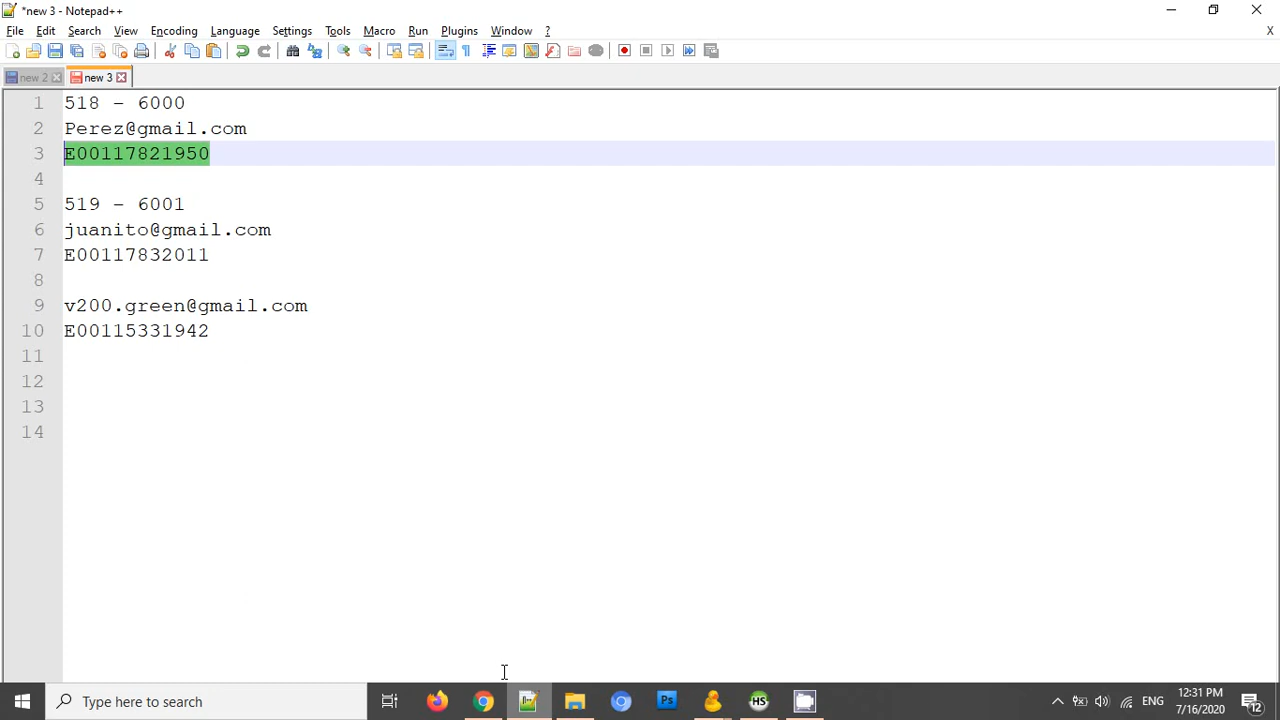 *new 3 - Notepad++
File Edit Search View Encoding Language Settings Tools Macro Run Plugins Window ? X
new 2 new 3
1 518 - 6000
2 Perez@gmail.com
3 E00117821950
4
5 519 - 6001
6 juanito@gmail.com
7 E00117832011
8
9 v200.green@gmail.com
10 E00115331942
11
12
13
14
Type here to search Ps HS ENG 12:31 PM
7/16/2020 12